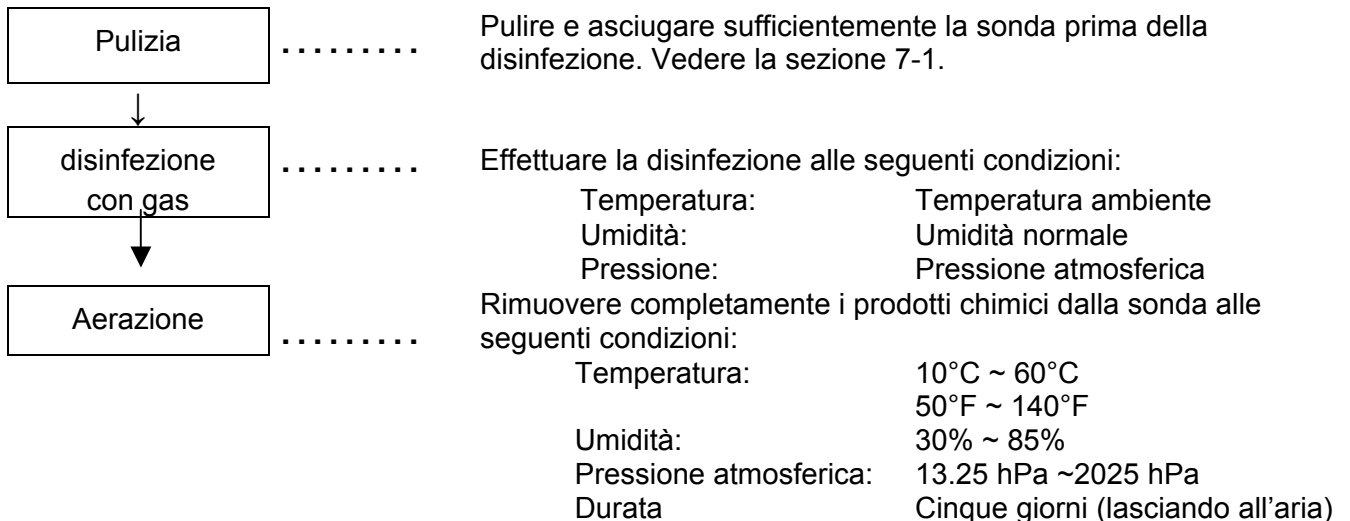 Pulizia ......... Pulire e asciugare sufficientemente la sonda prima della
disinfezione. Vedere la sezione 7-1.
↓
disinfezione ......... Effettuare la disinfezione alle seguenti condizioni:
con gas Temperatura: Temperatura ambiente
Umidità: Umidità normale
Pressione: Pressione atmosferica
Aerazione ......... Rimuovere completamente i prodotti chimici dalla sonda alle
seguenti condizioni:
Temperatura: 10°C ~ 60°C
50°F ~ 140°F
Umidità: 30% ~ 85%
Pressione atmosferica: 13.25 hPa ~2025 hPa
Durata Cinque giorni (lasciando all’aria)